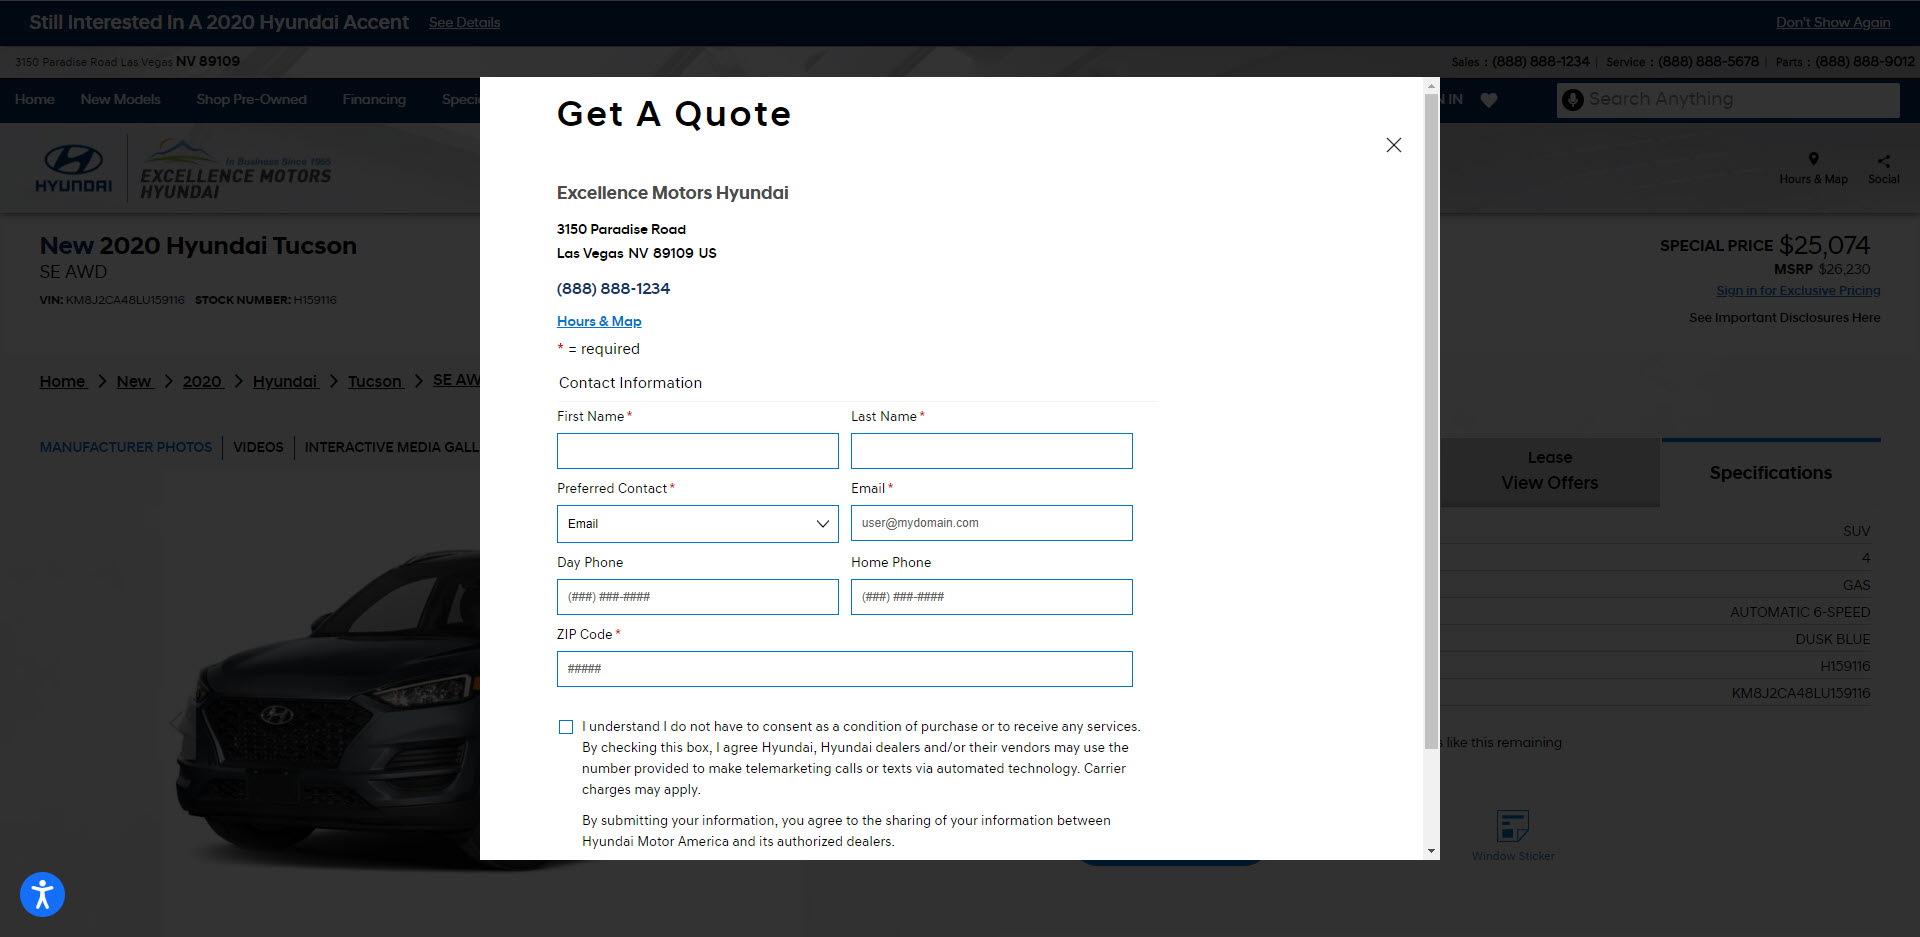 Still Interested In A 2020 Hyundai Accent See Details Don't Show Again
3150 Paradise Road Las Vegas NV 89109 Sales : (888) 888-1234 | Service : (888) 888-5678 | Parts : (888) 888-9012
Home New Models Shop Pre-Owned Financing IN Search Anything
In Business Since 1965
HYUNDAI EXCELLENCE MOTORS
HYUNDAI
Hours & Map Social
New 2020 Hyundai Tucson
SE AWD
VIN: KM8J2CA48LU159116 STOCK NUMBER: H159116
SPECIAL PRICE $25,074
MSRP $26,230
Sign in for Exclusive Pricing
See Important Disclosures Here
Home > New > 2020 > Hyundai > Tucson > SE AW
MANUFACTURER PHOTOS | VIDEOS | INTERACTIVE MEDIA GALL
Get A Quote
Excellence Motors Hyundai
3150 Paradise Road
Las Vegas NV 89109 US
(888) 888-1234
Hours & Map
* = required
Contact Information
First Name * Last Name *
Preferred Contact * Email *
Email user@mydomain.com
Day Phone Home Phone
(###) ###-#### (###) ###-####
ZIP Code *
#####
I understand I do not have to consent as a condition of purchase or to receive any services.
By checking this box, I agree Hyundai, Hyundai dealers and/or their vendors may use the
number provided to make telemarketing calls or texts via automated technology. Carrier
charges may apply.
By submitting your information, you agree to the sharing of your information between
Hyundai Motor America and its authorized dealers.
Lease
View Offers
Specifications
SUV
4
GAS
AUTOMATIC 6-SPEED
DUSK BLUE
H159116
KM8J2CA48LU159116
like this remaining
Window Sticker